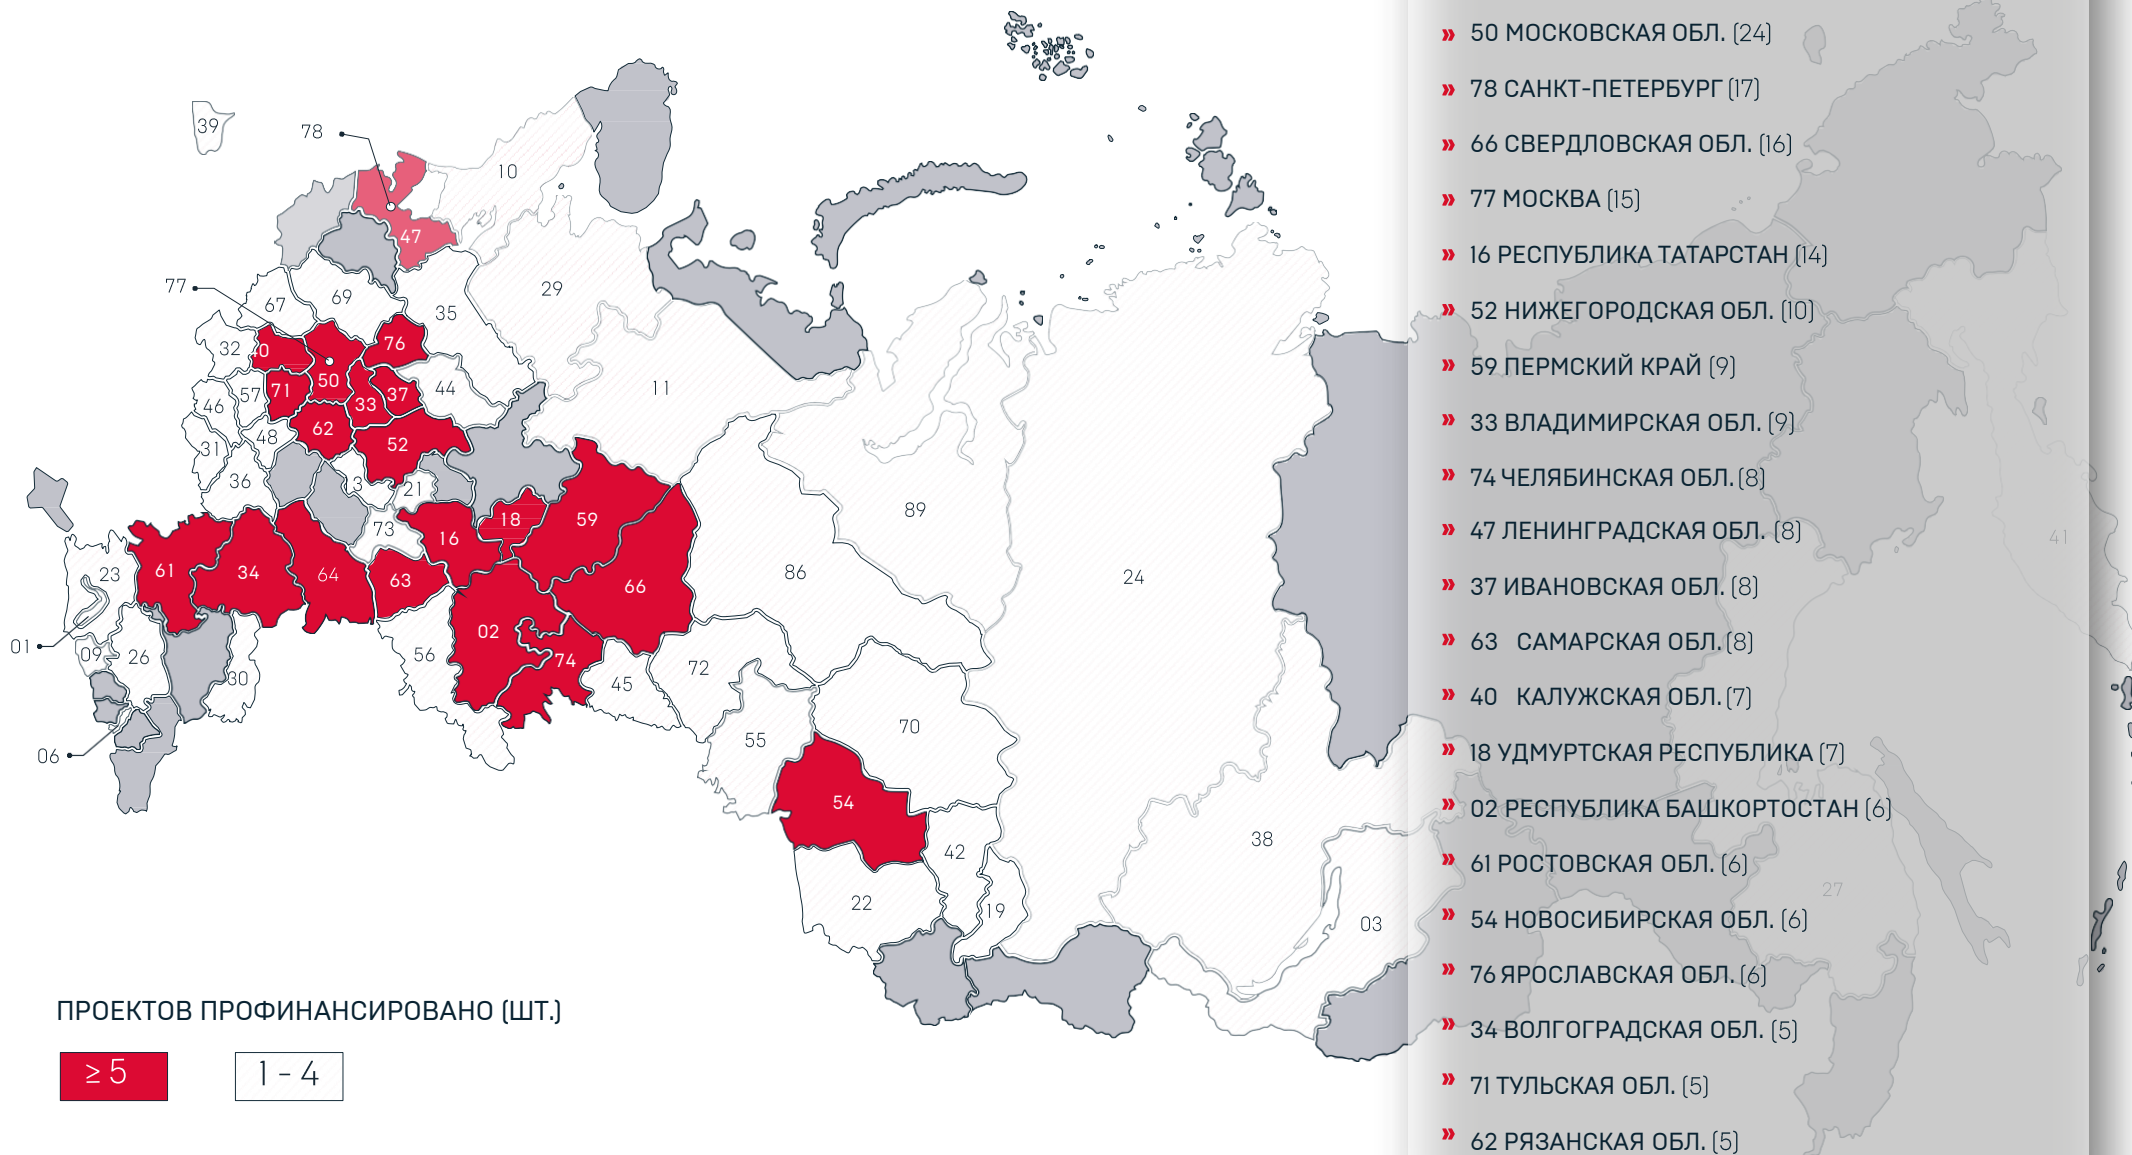 39
78
10
47
77
67
69
35
29
32
40
76
50
71
37
33
44
11
46
57
48
62
52
31
36
13
21
73
16
18
59
89
23
61
34
64
63
66
86
24
01
09
26
30
56
02
74
45
72
06
55
70
54
42
38
22
19
03
41
27
ПРОЕКТОВ ПРОФИНАНСИРОВАНО (ШТ.)
≥ 5
1 - 4
» 50 МОСКОВСКАЯ ОБЛ. (24)
» 78 САНКТ-ПЕТЕРБУРГ (17)
» 66 СВЕРДЛОВСКАЯ ОБЛ. (16)
» 77 МОСКВА (15)
» 16 РЕСПУБЛИКА ТАТАРСТАН (14)
» 52 НИЖЕГОРОДСКАЯ ОБЛ. (10)
» 59 ПЕРМСКИЙ КРАЙ (9)
» 33 ВЛАДИМИРСКАЯ ОБЛ. (9)
» 74 ЧЕЛЯБИНСКАЯ ОБЛ. (8)
» 47 ЛЕНИНГРАДСКАЯ ОБЛ. (8)
» 37 ИВАНОВСКАЯ ОБЛ. (8)
» 63 САМАРСКАЯ ОБЛ. (8)
» 40 КАЛУЖСКАЯ ОБЛ. (7)
» 18 УДМУРТСКАЯ РЕСПУБЛИКА (7)
» 02 РЕСПУБЛИКА БАШКОРТОСТАН (6)
» 61 РОСТОВСКАЯ ОБЛ. (6)
» 54 НОВОСИБИРСКАЯ ОБЛ. (6)
» 76 ЯРОСЛАВСКАЯ ОБЛ. (6)
» 34 ВОЛГОГРАДСКАЯ ОБЛ. (5)
» 71 ТУЛЬСКАЯ ОБЛ. (5)
» 62 РЯЗАНСКАЯ ОБЛ. (5)